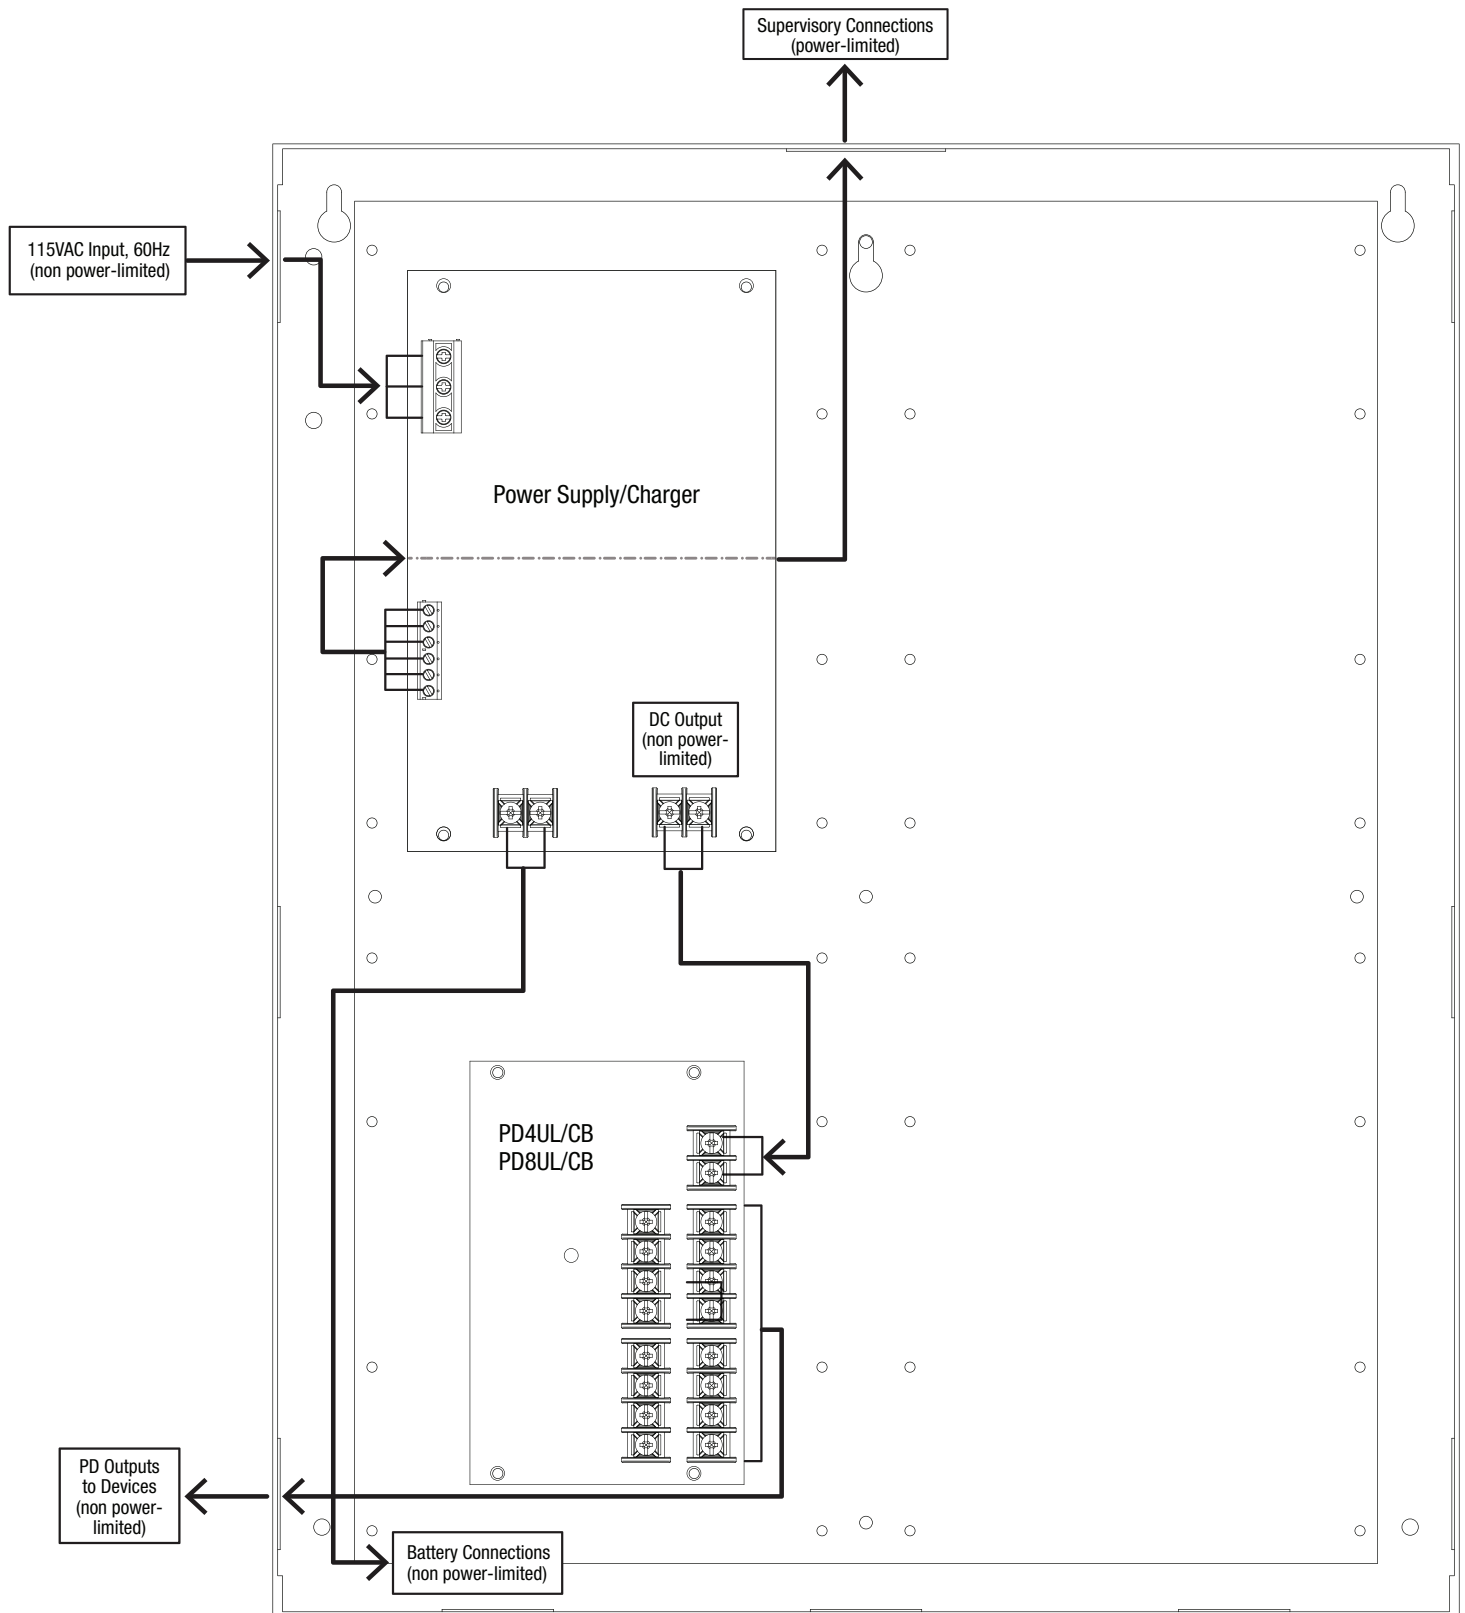 Supervisory Connections
(power-limited)
115VAC Input, 60Hz
(non power-limited)
Power Supply/Charger
DC Output
(non power-
limited)
PD4UL/CB
PD8UL/CB
PD Outputs
to Devices
(non power-
limited)
Battery Connections
(non power-limited)